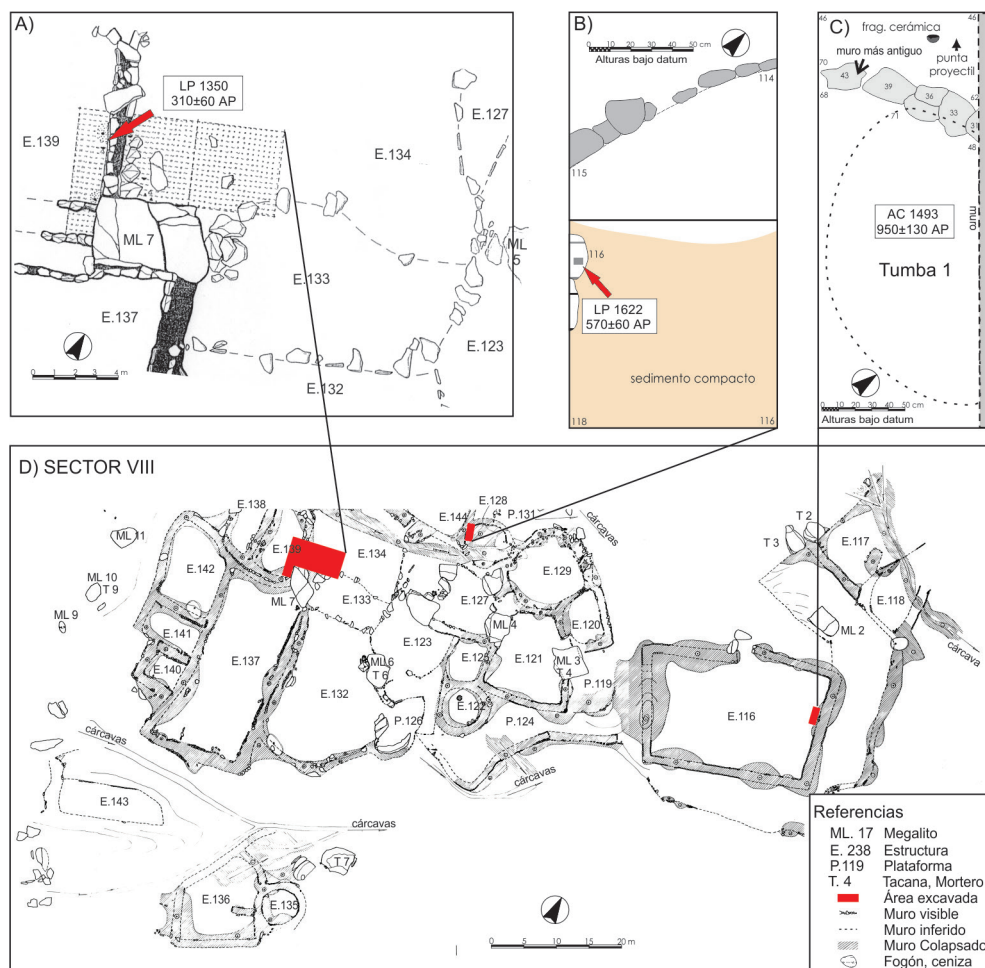 A)
LP 1350
310±60 AP
E.139
E.134
E.127
ML 7
ML
5
E.133
E.137
E.123
E.132
0 1 2 3 4 m
B)
0 10 20 30 40 50 cm
Alturas bajo datum
114
115
116
LP 1622
570±60 AP
sedimento compacto
118
116
C)
46
46
frag. cerámica
muro más antiguo
punta
proyectil
70
43
68
39
36
62
33
31
48
AC 1493
950±130 AP
muro
Tumba 1
0 10 20 30 40 50 cm
Alturas bajo datum
D) SECTOR VIII
E.138
E.128
P.131
E.144
cárcavas
T 2
T 3
E.117
ML 11
E.139
E.134
E.142
E.129
ML 10
T 9
ML 7
E.133
E.127
E.118
ML 9
E.141
E.123
ML 4
E.120
ML 2
E.137
E.140
ML 6
T 6
E.125
E.121
ML 3
T 4
cárcava
E.132
P.119
E.122
E.116
P.126
P.124
cárcavas
cárcavas
E.143
cárcavas
T 7
E.136
E.135
0 10 20 m
Referencias
ML. 17 Megalito
E. 238 Estructura
P.119 Plataforma
T. 4 Tacana, Mortero
Área excavada
Muro visible
Muro inferido
Muro Colapsado
Fogón, ceniza